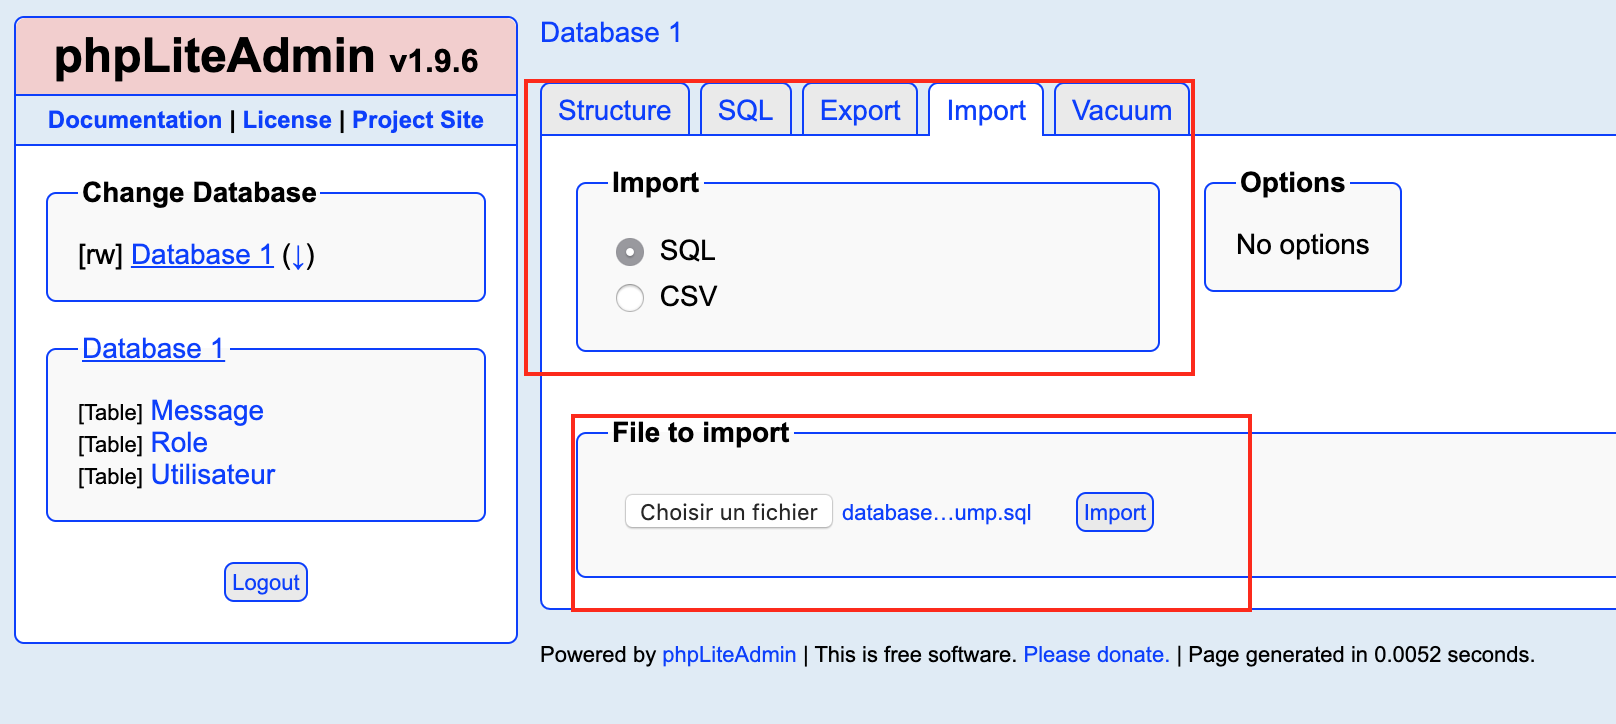 phpLiteAdmin v1.9.6
Documentation | License | Project Site
Change Database
[rw] Database 1 (↓)
Database 1
[Table] Message
[Table] Role
[Table] Utilisateur
Logout
Database 1
Structure
SQL
Export
Import
Vacuum
Import
SQL
CSV
Options
No options
File to import
Choisir un fichier database...ump.sql Import
Powered by phpLiteAdmin | This is free software. Please donate. | Page generated in 0.0052 seconds.